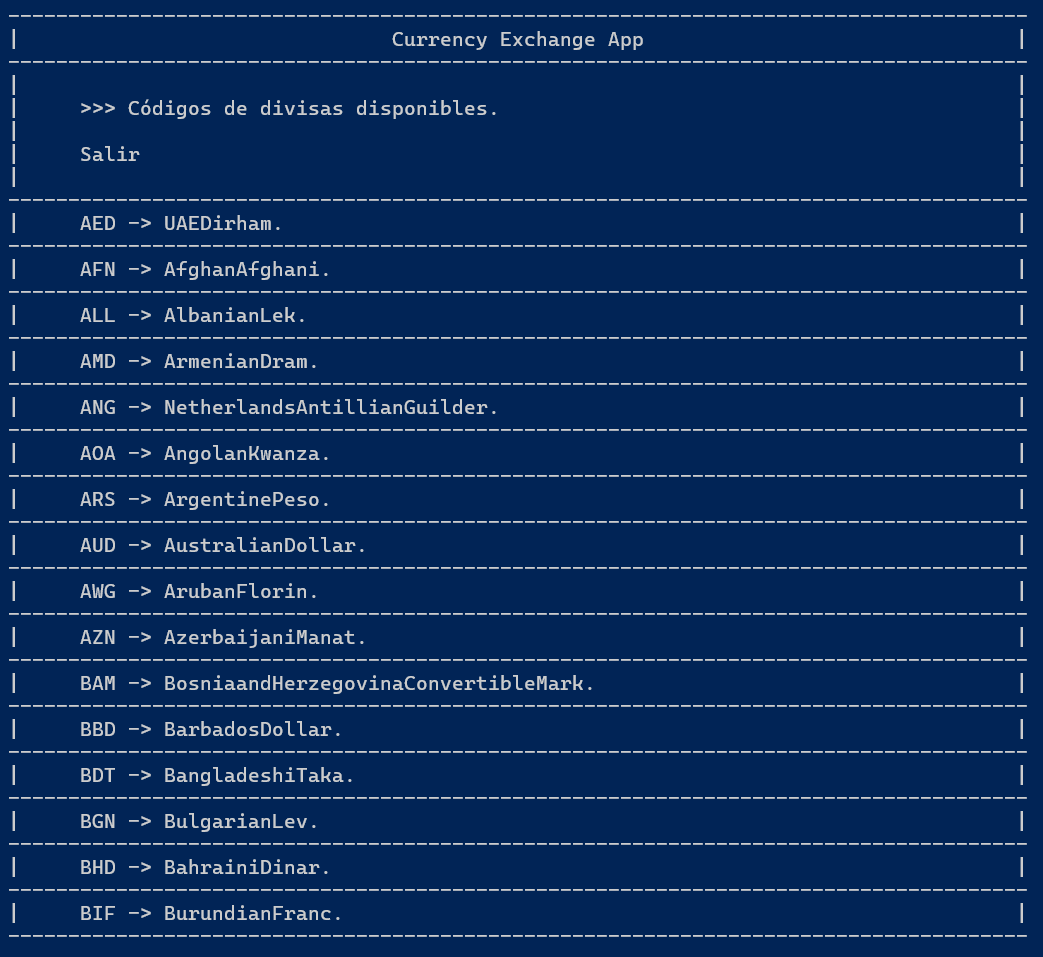 Currency Exchange App
>>> Códigos de divisas disponibles.
Salir
AED -> UAEDirham.
AFN -> AfghanAfghani.
ALL -> AlbanianLek.
AMD -> ArmenianDram.
ANG -> NetherlandsAntillianGuilder.
AOA -> AngolanKwanza.
ARS -> ArgentinePeso.
AUD -> AustralianDollar.
AWG -> ArubanFlorin.
AZN -> AzerbaijaniManat.
BAM -> BosniaandHerzegovinaConvertibleMark.
BBD -> BarbadosDollar.
BDT -> BangladeshiTaka.
BGN -> BulgarianLev.
BHD -> BahrainiDinar.
BIF -> BurundianFranc.